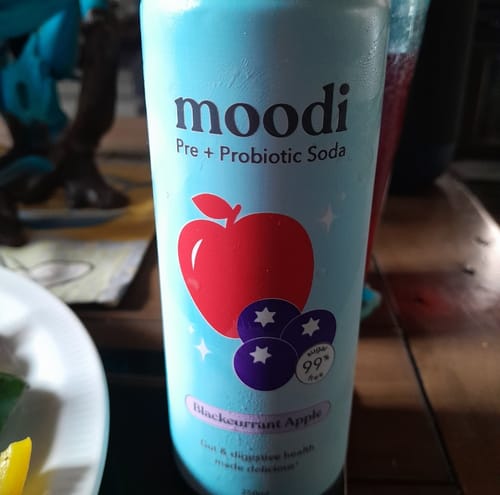 moodi
Pre + Probiotic Soda
sugar
99%
free
Blackcurrant Apple
Gut & digestive health
made delicious*